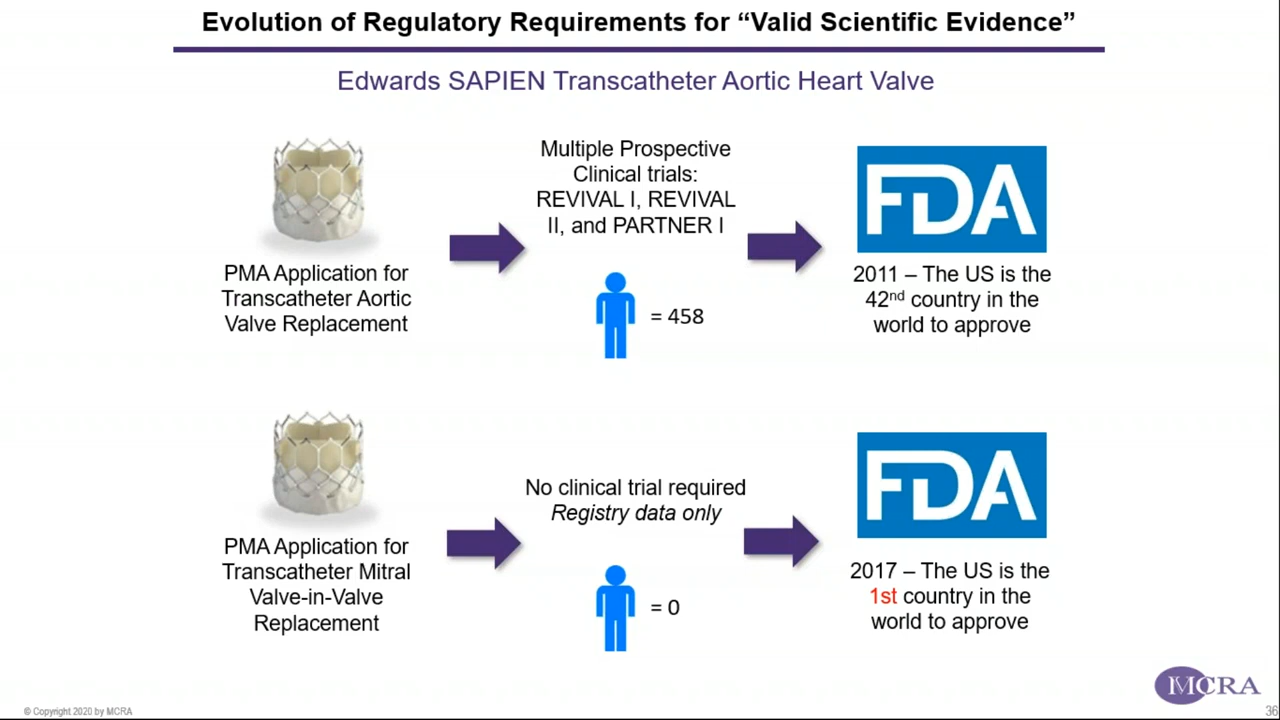 Evolution of Regulatory Requirements for “Valid Scientific Evidence”
Edwards SAPIEN Transcatheter Aortic Heart Valve
PMA Application for
Transcatheter Aortic
Valve Replacement
Multiple Prospective
Clinical trials:
REVIVAL I, REVIVAL
II, and PARTNER I
= 458
FDA
2011 – The US is the
42nd country in the
world to approve
PMA Application for
Transcatheter Mitral
Valve-in-Valve
Replacement
No clinical trial required
Registry data only
= 0
FDA
2017 – The US is the
1st country in the
world to approve
MCRA
© Copyright 2020 by MCRA
36